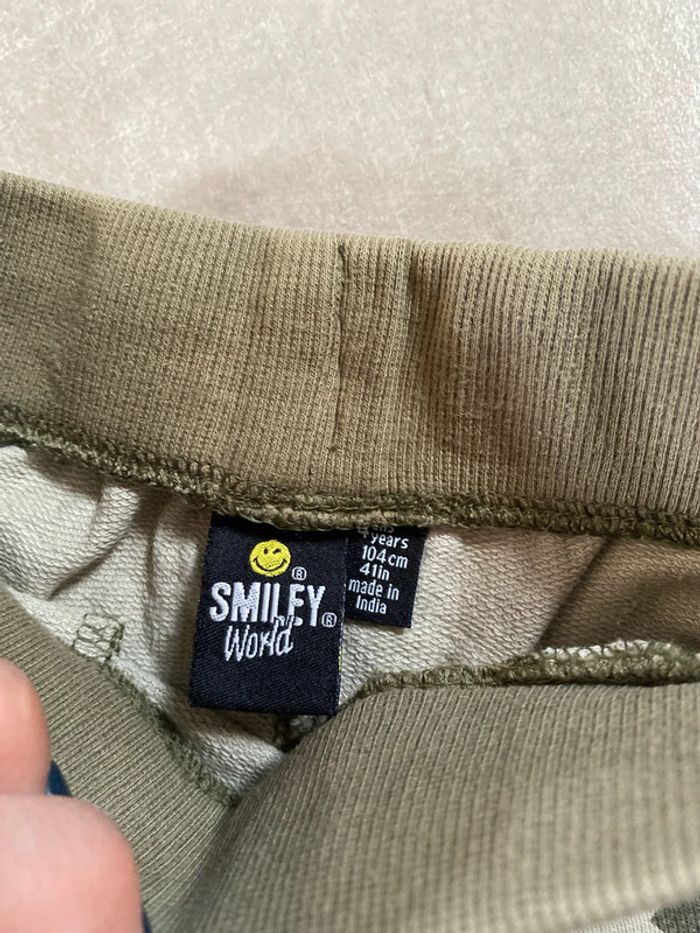 ®
SMILEY®
World
years
104cm
41in
made in
India